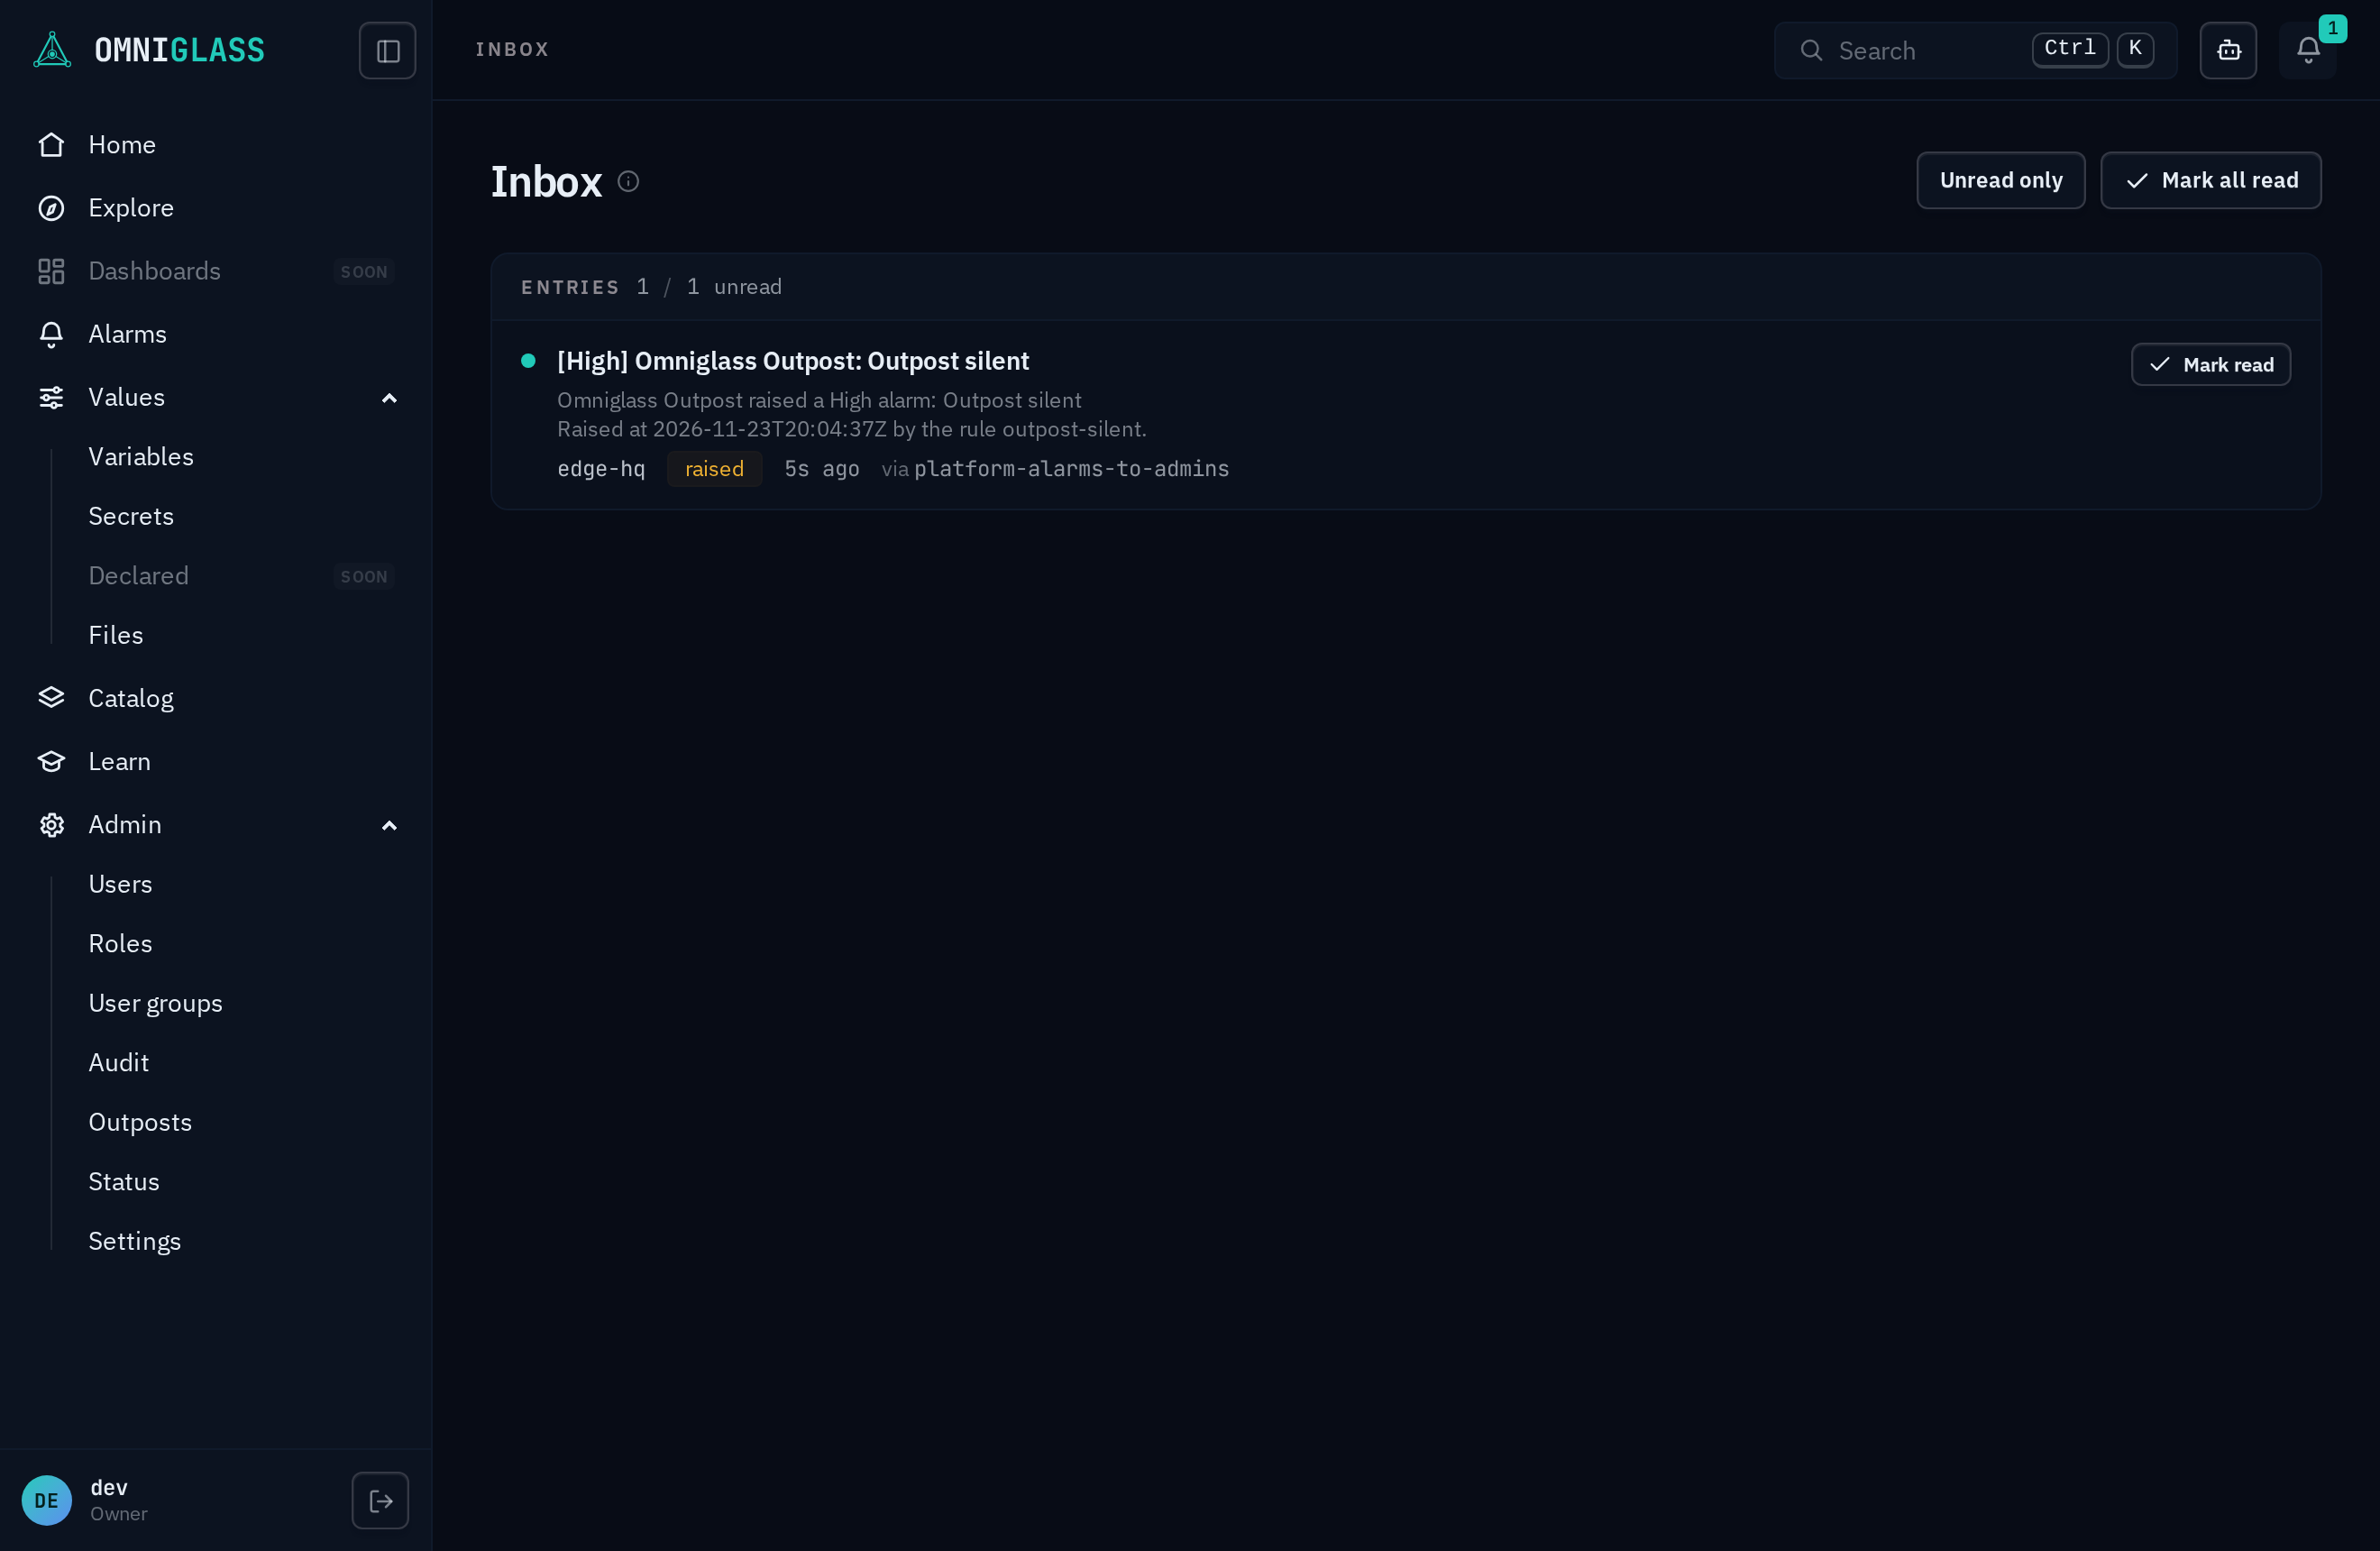 OMNIGLASS
INBOX
Search Ctrl K
1
Home
Explore
Dashboards SOON
Alarms
Values
Variables
Secrets
Declared SOON
Files
Catalog
Learn
Admin
Users
Roles
User groups
Audit
Outposts
Status
Settings
DE dev
Owner
Inbox
Unread only
Mark all read
ENTRIES 1 / 1 unread
[High] Omniglass Outpost: Outpost silent
Mark read
Omniglass Outpost raised a High alarm: Outpost silent
Raised at 2026-11-23T20:04:37Z by the rule outpost-silent.
edge-hq raised 5s ago via platform-alarms-to-admins